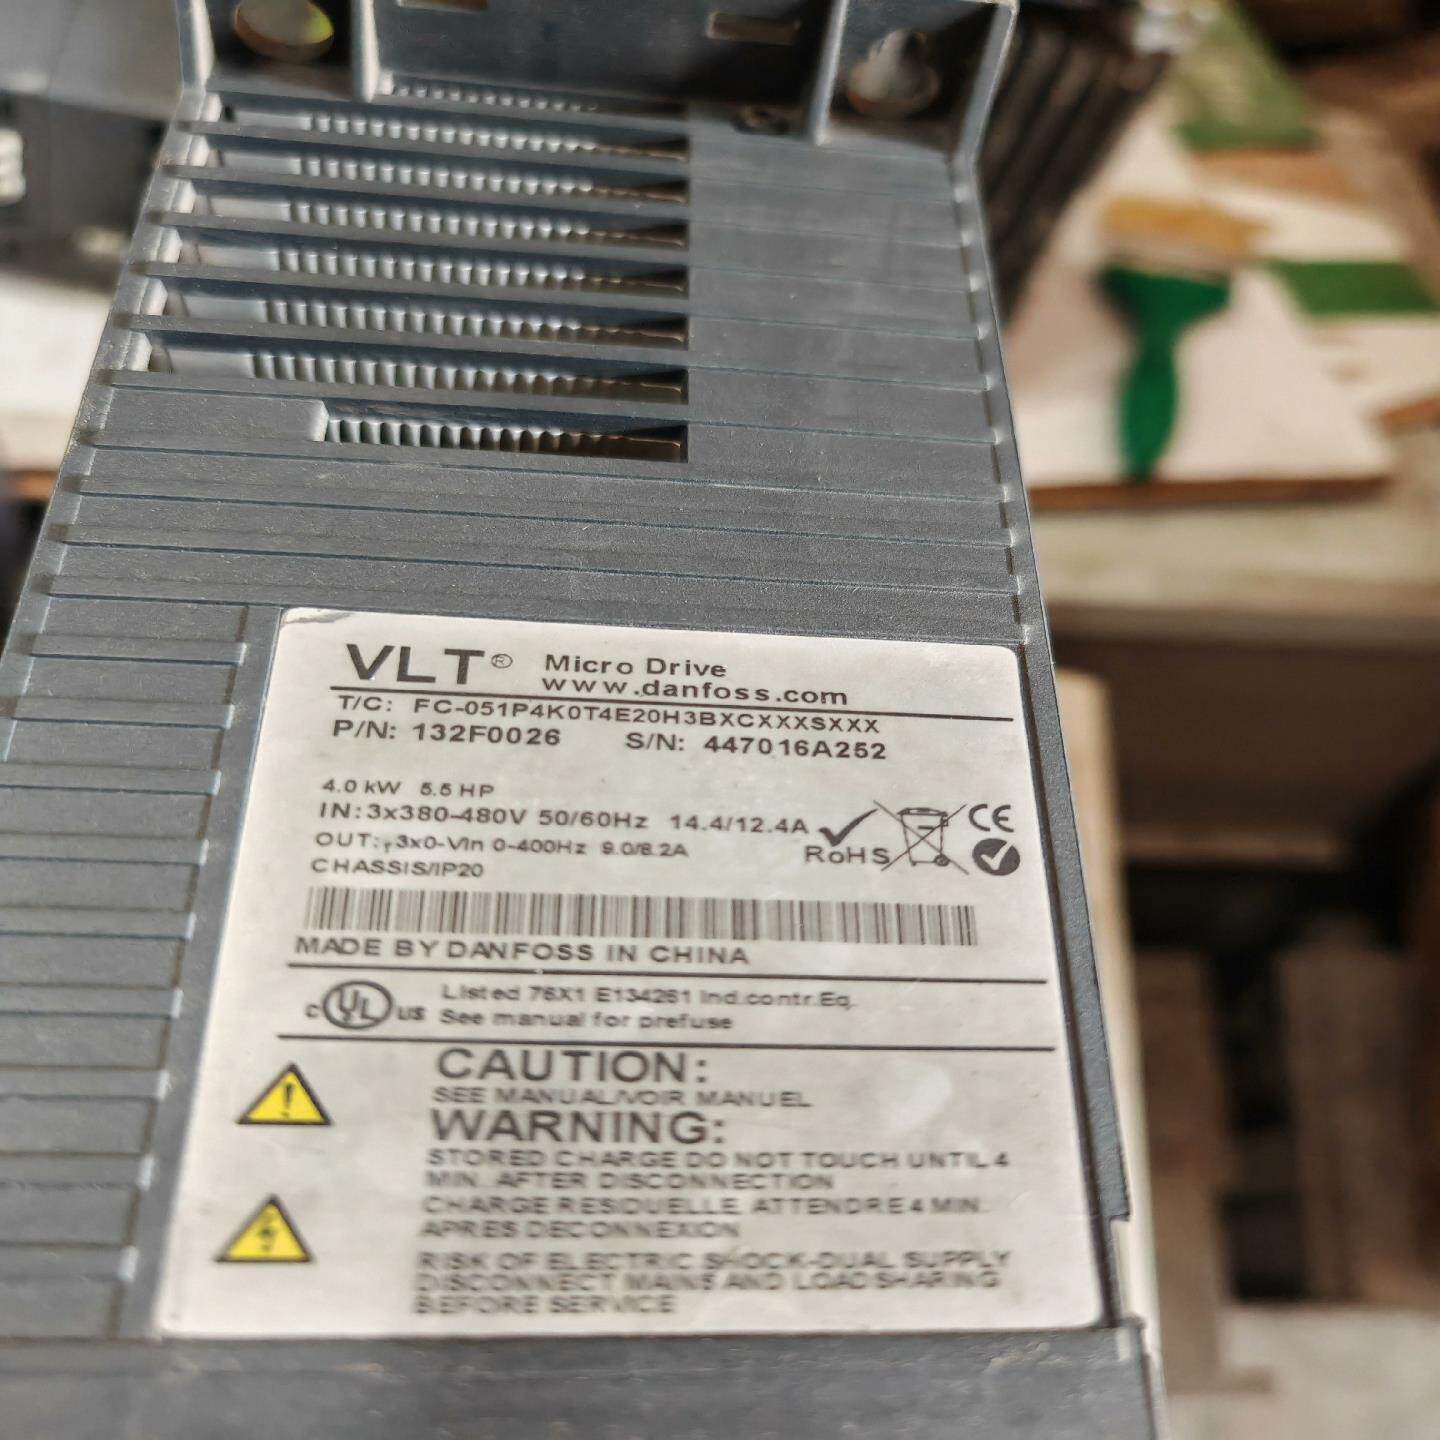 VLT® Micro Drive
www.danfoss.com
T/C: FC-051P4K0T4E20H3BXCXXXSXXX
P/N: 132F0026 S/N: 447016A252
4.0 kW 5.5 HP
IN:3x380-480V 50/60Hz 14.4/12.4A
OUT: 3x0-Vin 0-400Hz 9.0/8.2A
CHASSIS/IP20
RoHS
CE
MADE BY DANFOSS IN CHINA
c UL US Listed 76X1 E134261 Ind.contr.Eq.
See manual for prefuse
CAUTION:
SEE MANUAL/VOIR MANUEL
WARNING:
STORED CHARGE DO NOT TOUCH UNTIL 4
MIN. AFTER DISCONNECTION
CHARGE RESIDUELLE, ATTENDRE 4 MIN.
APRES DECONNEXION
RISK OF ELECTRIC SHOCK-DUAL SUPPLY
DISCONNECT MAINS AND LOADSHARING
BEFORE SERVICE